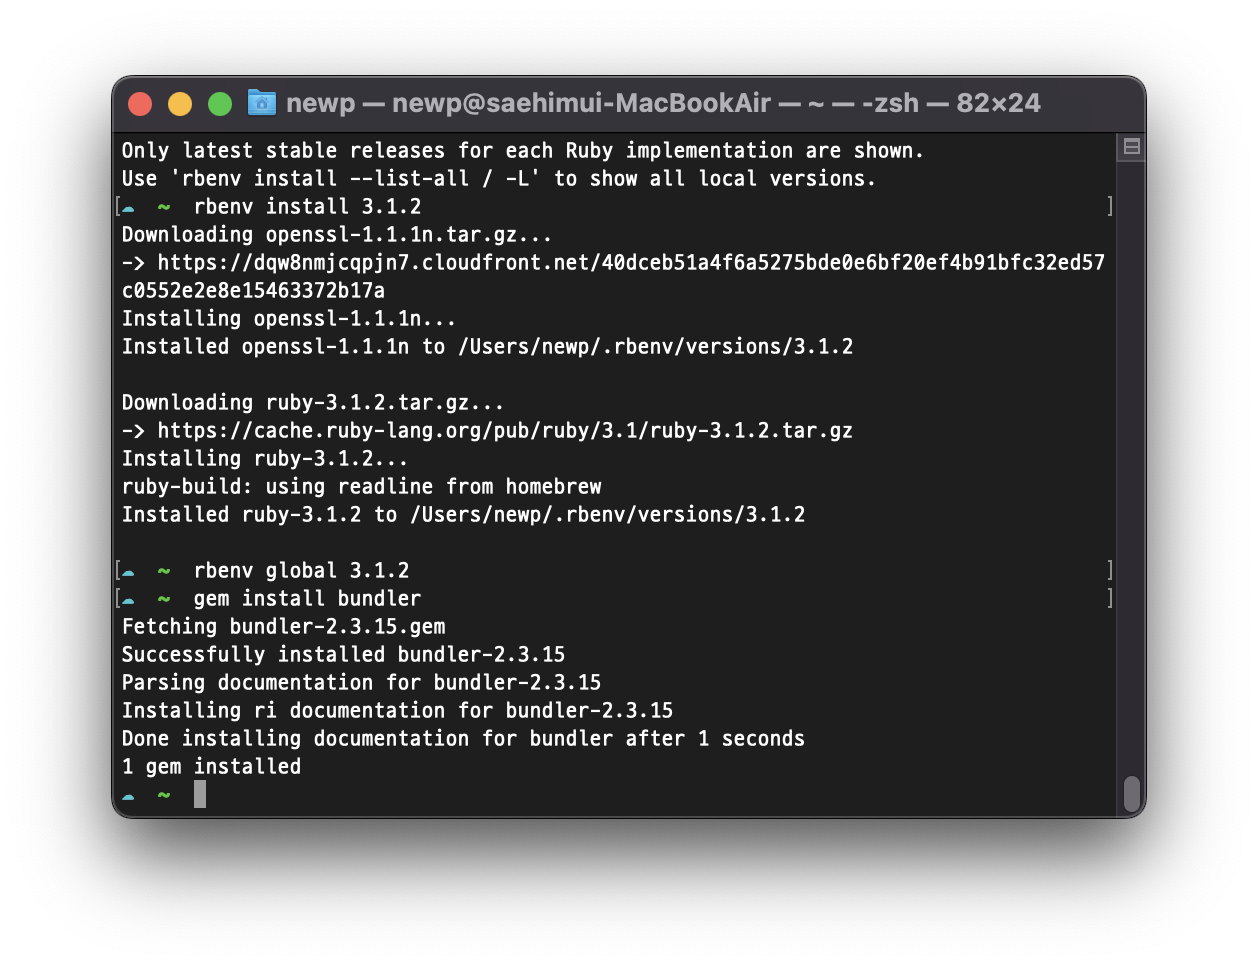 newp — newp@saehimui-MacBookAir — ~ — -zsh — 82×24
Only latest stable releases for each Ruby implementation are shown.
Use 'rbenv install --list-all / -L' to show all local versions.
[☁  ~  rbenv install 3.1.2 ]
Downloading openssl-1.1.1n.tar.gz...
-> https://dqw8nmjcqpjn7.cloudfront.net/40dceb51a4f6a5275bde0e6bf20ef4b91bfc32ed57
c0552e2e8e15463372b17a
Installing openssl-1.1.1n...
Installed openssl-1.1.1n to /Users/newp/.rbenv/versions/3.1.2
Downloading ruby-3.1.2.tar.gz...
-> https://cache.ruby-lang.org/pub/ruby/3.1/ruby-3.1.2.tar.gz
Installing ruby-3.1.2...
ruby-build: using readline from homebrew
Installed ruby-3.1.2 to /Users/newp/.rbenv/versions/3.1.2
[☁  ~  rbenv global 3.1.2 ]
[☁  ~  gem install bundler ]
Fetching bundler-2.3.15.gem
Successfully installed bundler-2.3.15
Parsing documentation for bundler-2.3.15
Installing ri documentation for bundler-2.3.15
Done installing documentation for bundler after 1 seconds
1 gem installed
☁  ~